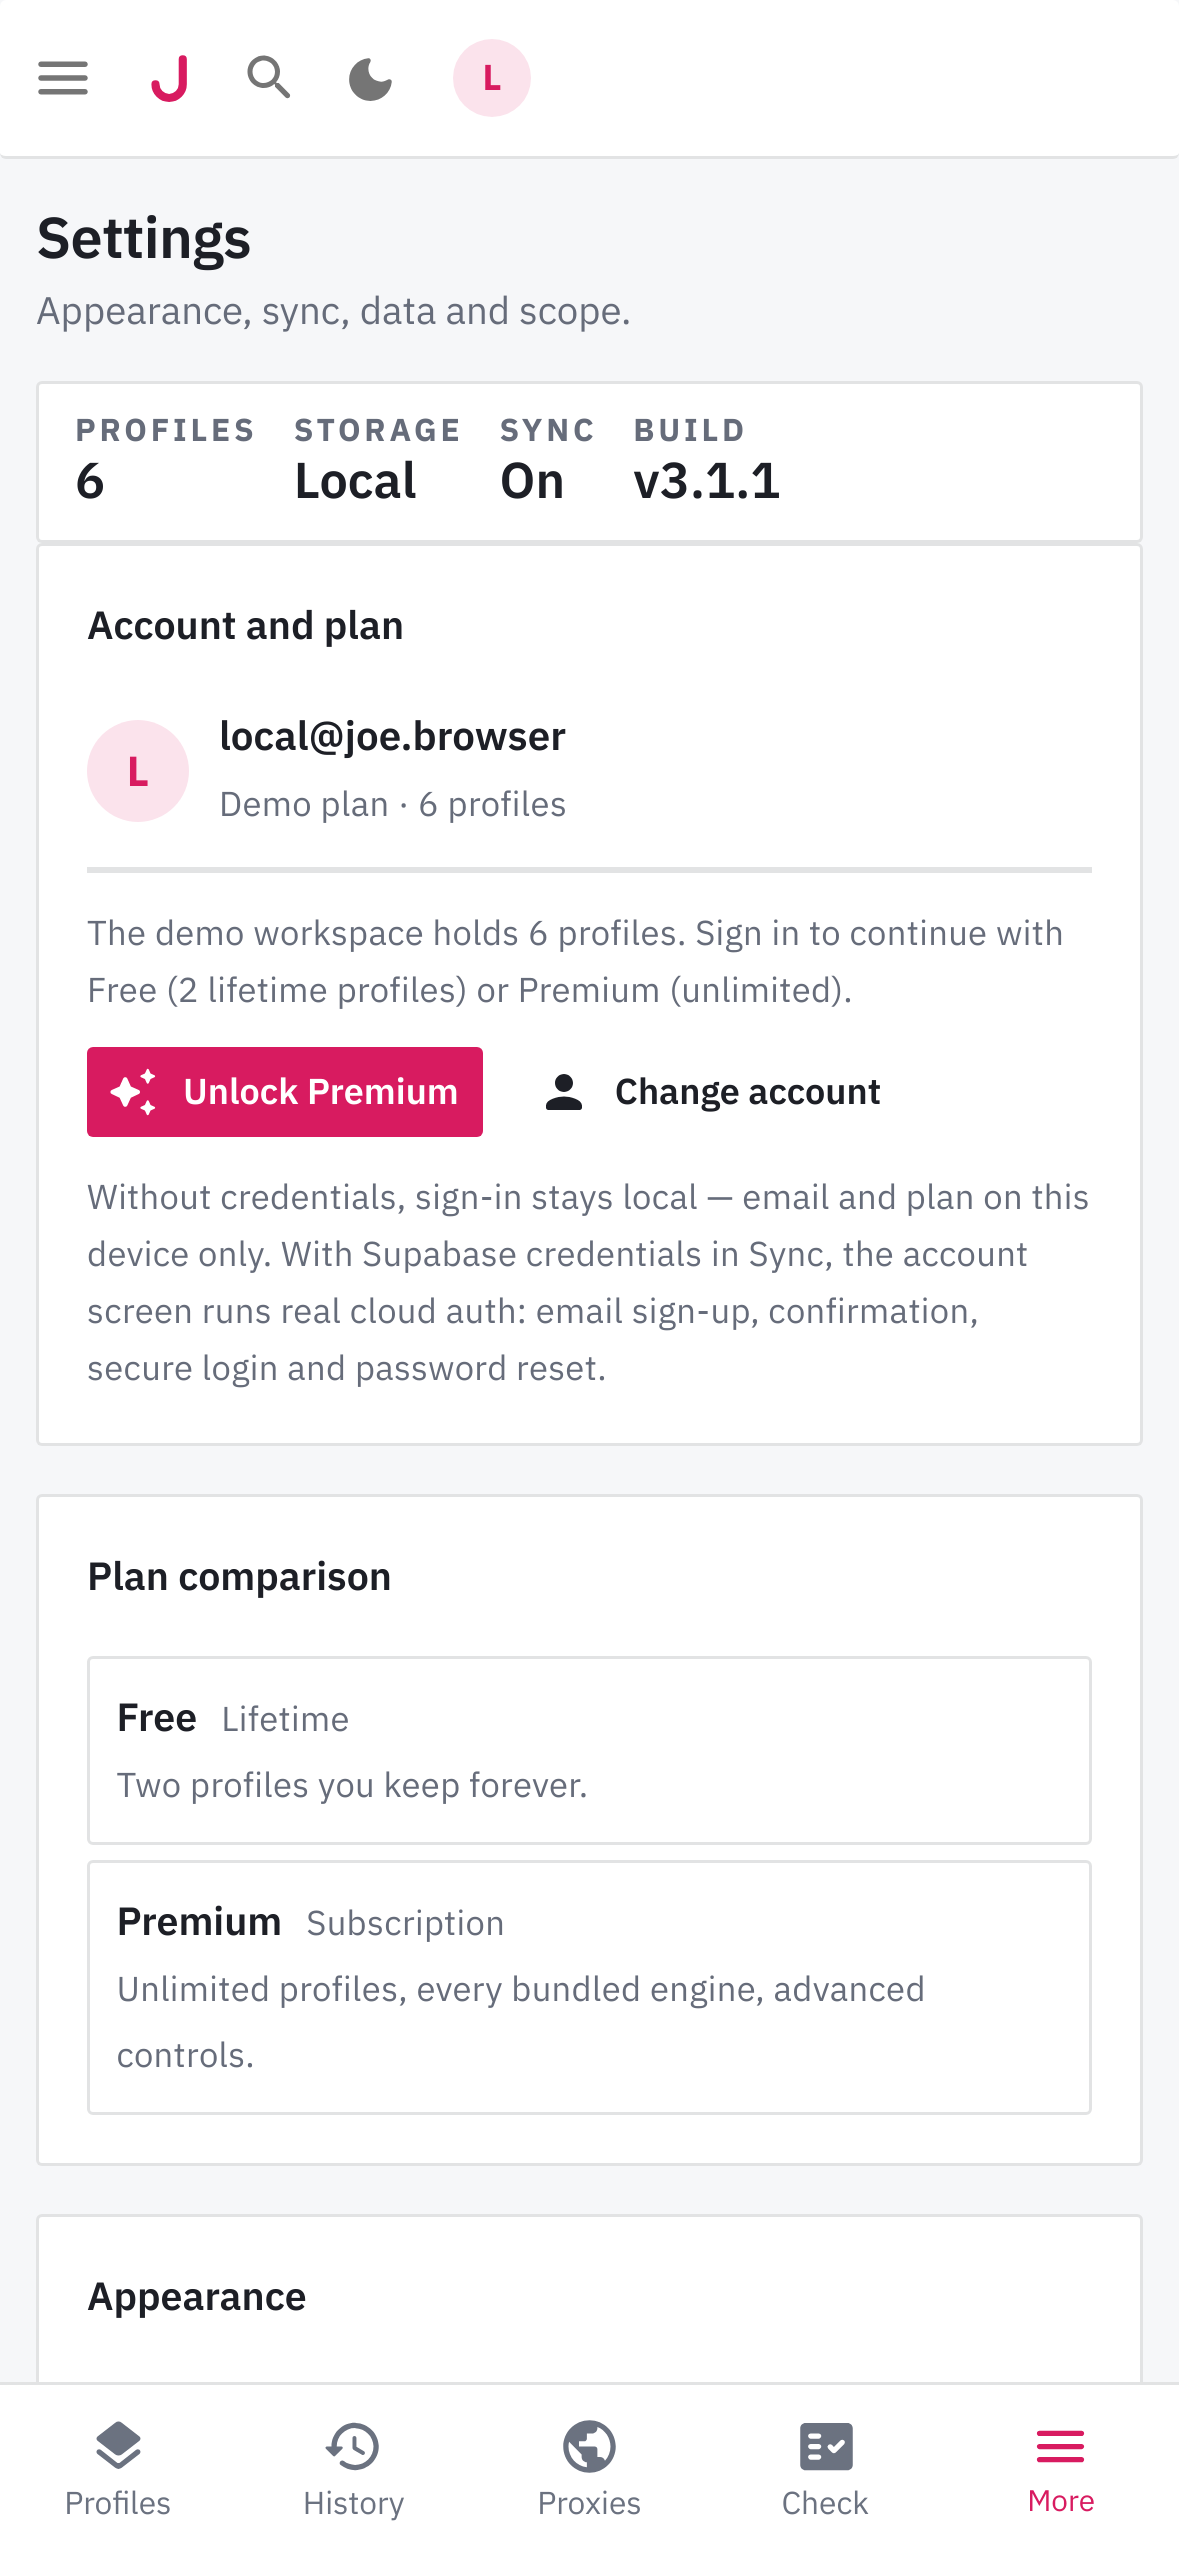 J
L
Settings
Appearance, sync, data and scope.
PROFILES STORAGE SYNC BUILD
6 Local On v3.1.1
Account and plan
L
local@joe.browser
Demo plan · 6 profiles
The demo workspace holds 6 profiles. Sign in to continue with
Free (2 lifetime profiles) or Premium (unlimited).
Unlock Premium Change account
Without credentials, sign-in stays local — email and plan on this
device only. With Supabase credentials in Sync, the account
screen runs real cloud auth: email sign-up, confirmation,
secure login and password reset.
Plan comparison
Free Lifetime
Two profiles you keep forever.
Premium Subscription
Unlimited profiles, every bundled engine, advanced
controls.
Appearance
Profiles History Proxies Check More